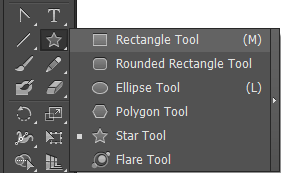 T
Rectangle Tool (M)
Rounded Rectangle Tool
Ellipse Tool (L)
Polygon Tool
Star Tool
Flare Tool